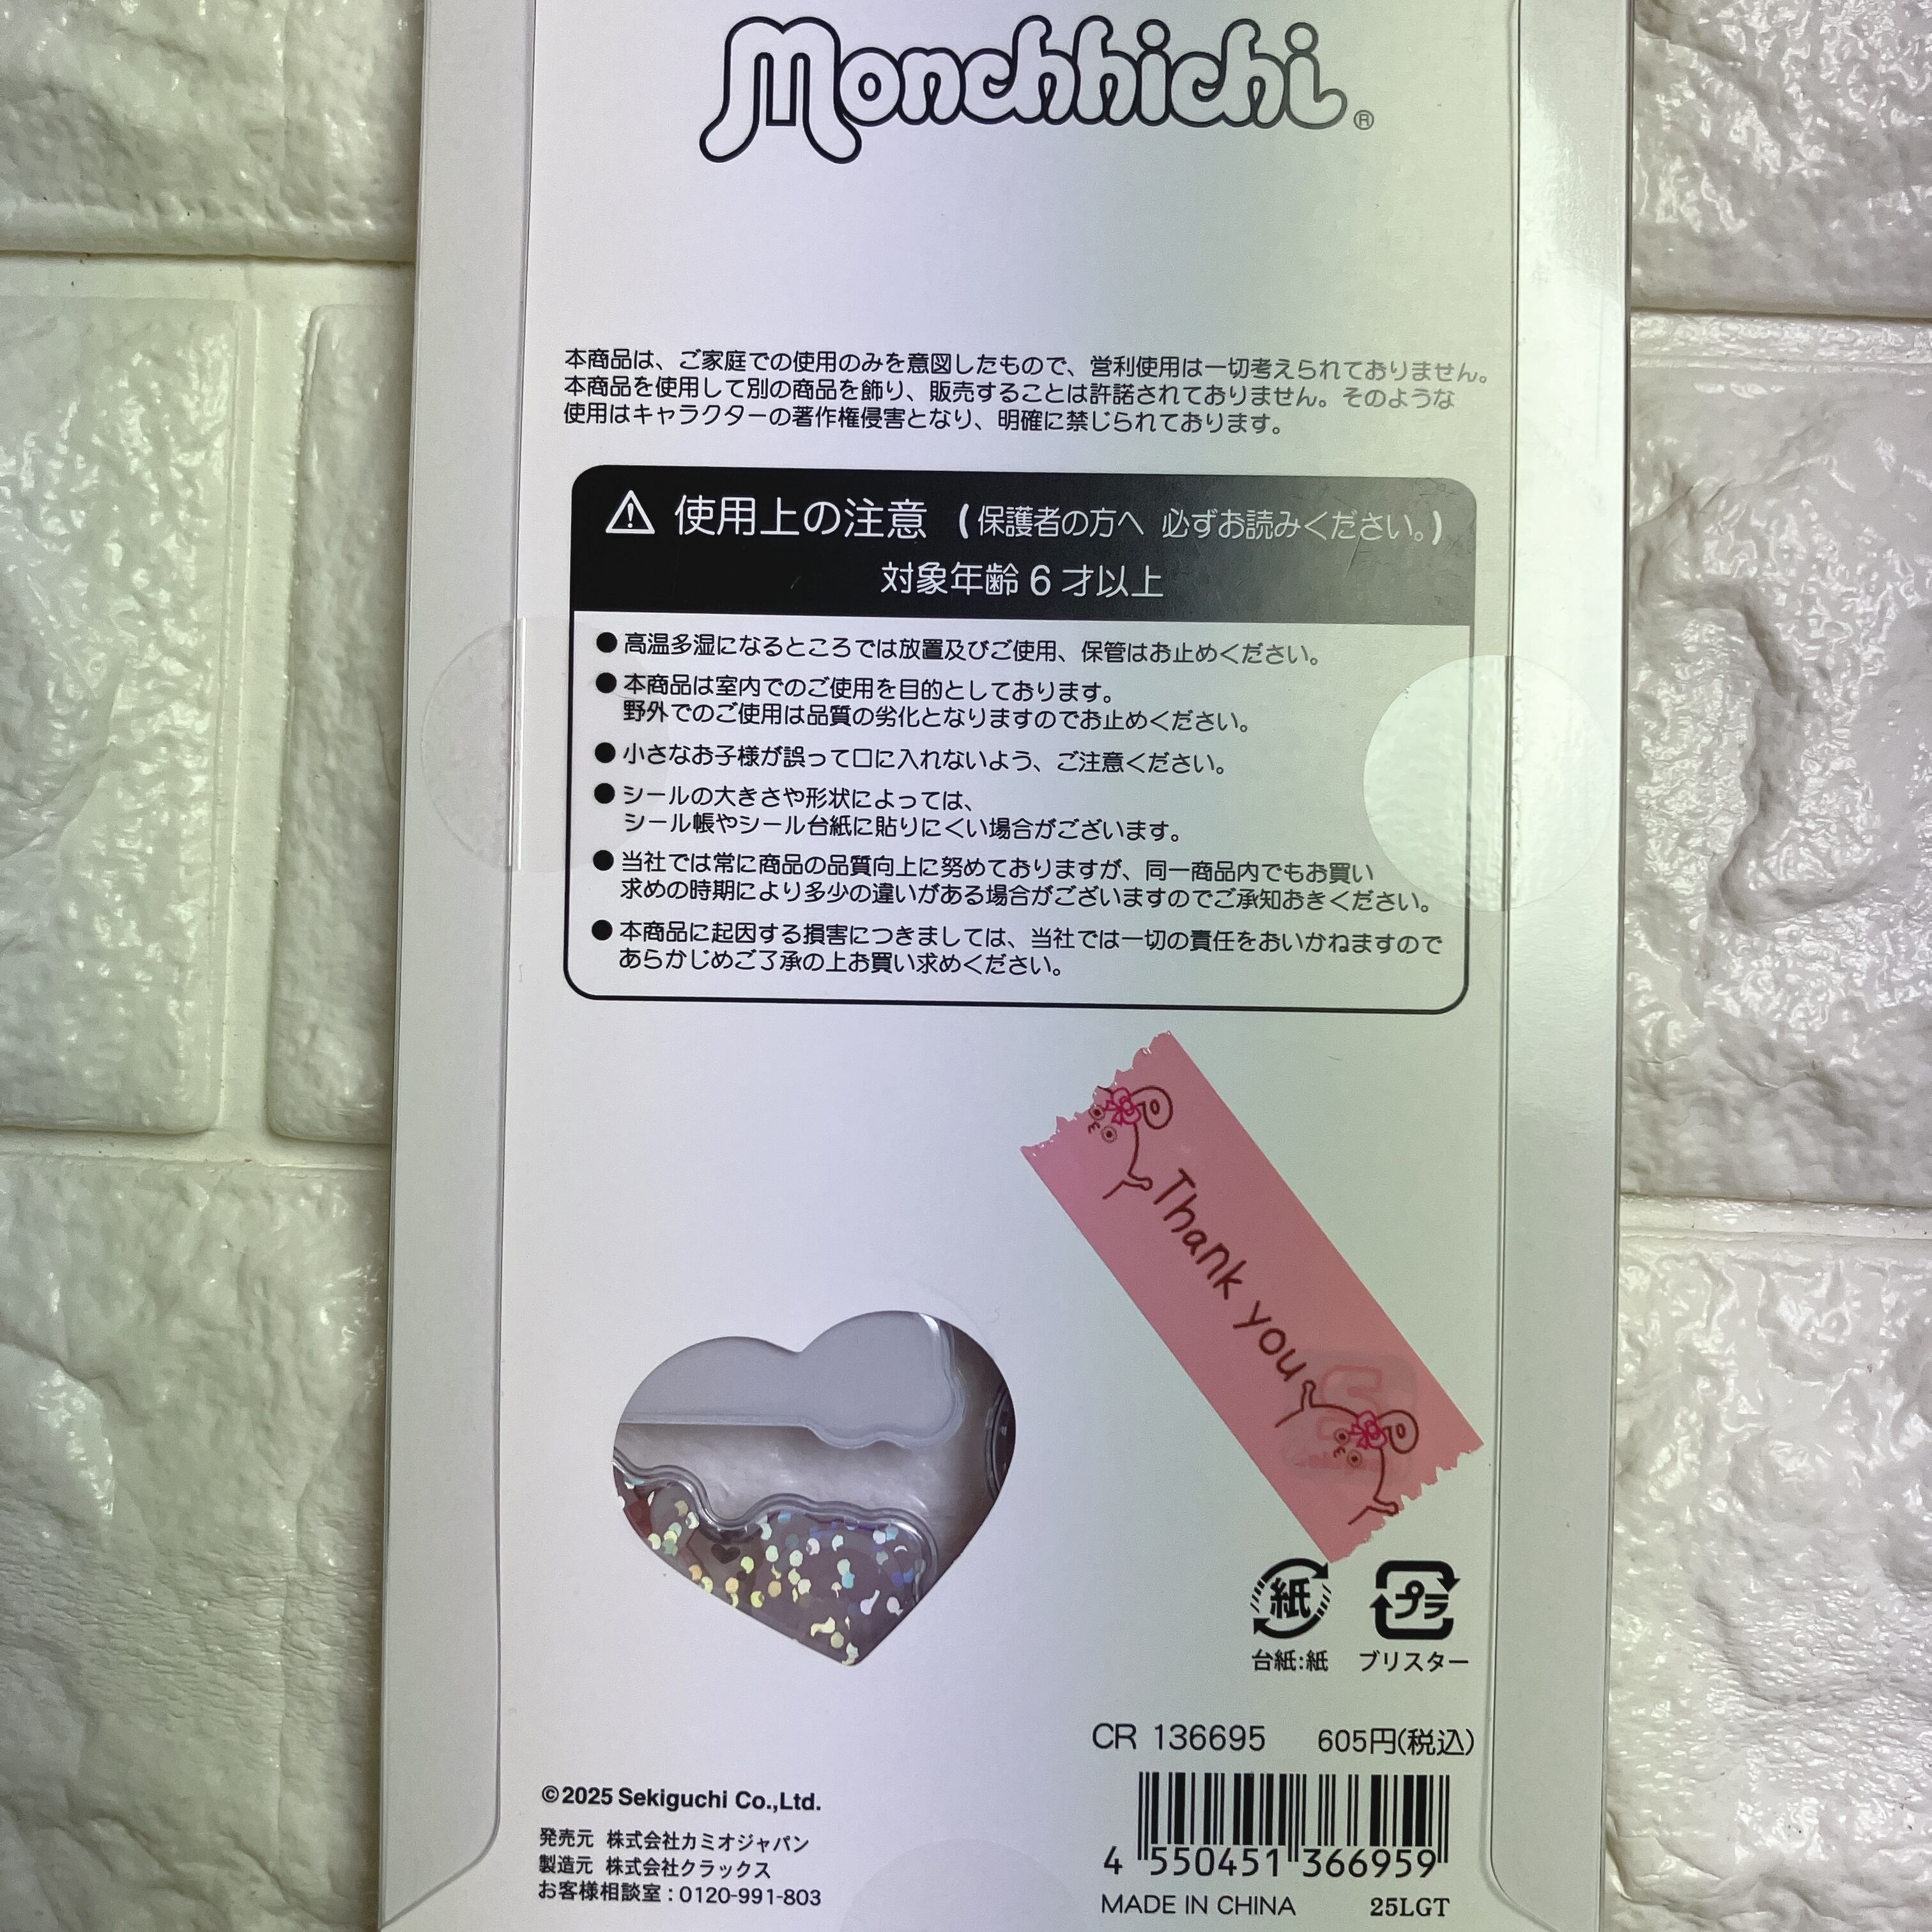 Monchhichi®
本商品は、ご家庭での使用のみを意図したもので、営利使用は一切考えられておりません。
本商品を使用して別の商品を飾り、販売することは許諾されておりません。そのような
使用はキャラクターの著作権侵害となり、明確に禁じられております。
使用上の注意 (保護者の方へ 必ずお読みください。)
対象年齢6才以上
●高温多湿になるところでは放置及びご使用、保管はお止めください。
●本商品は室内でのご使用を目的としております。
野外でのご使用は品質の劣化となりますのでお止めください。
●小さなお子様が誤って口に入れないよう、ご注意ください。
●シールの大きさや形状によっては、
シール帳やシール台紙に貼りにくい場合がございます。
●当社では常に商品の品質向上に努めておりますが、同一商品内でもお買い
求めの時期により多少の違いがある場合がございますのでご承知おきください。
●本商品に起因する損害につきましては、当社では一切の責任をおいかねますので
あらかじめご了承の上お買い求めください。
Thank you
紙 プラ
台紙:紙 ブリスター
CR 136695 605円(税込)
©2025 Sekiguchi Co.,Ltd.
発売元 株式会社カミオジャパン
製造元 株式会社クラックス
お客様相談室：0120-991-803
4 550451 366959
MADE IN CHINA 25LGT